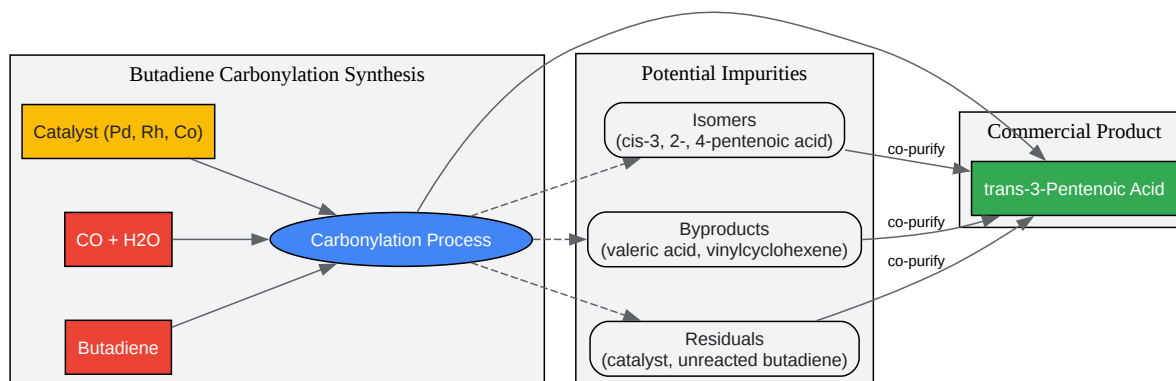 Butadiene Carbonylation Synthesis
Catalyst (Pd, Rh, Co)
CO + H2O
Butadiene
Carbonylation Process
Potential Impurities
Isomers
(cis-3, 2-, 4-pentenoic acid)
Byproducts
(valeric acid, vinylcyclohexene)
Residuals
(catalyst, unreacted butadiene)
co-purify
co-purify
co-purify
Commercial Product
trans-3-Pentenoic Acid